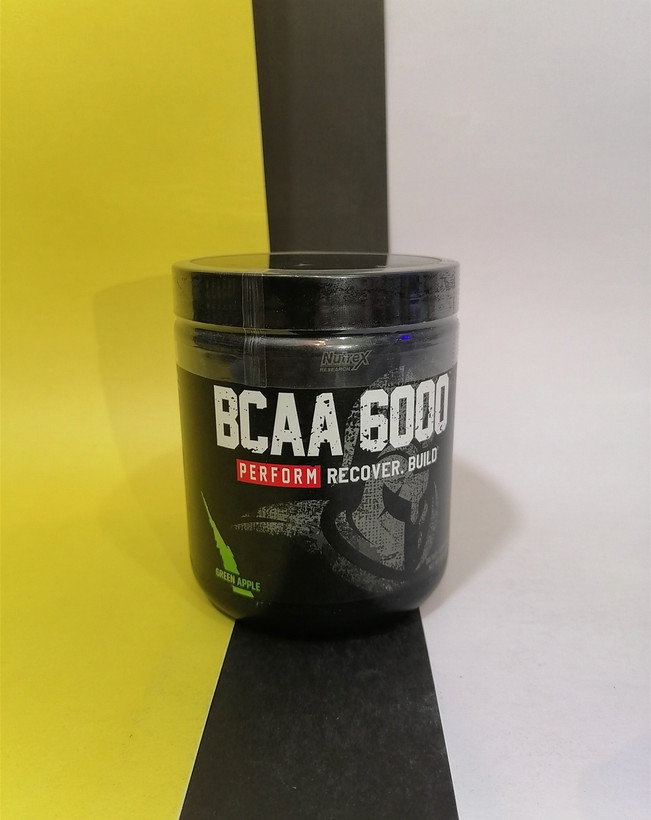 Nutrex
RESEARCH
BCAA 6000
PERFORM RECOVER. BUILD
GREEN APPLE